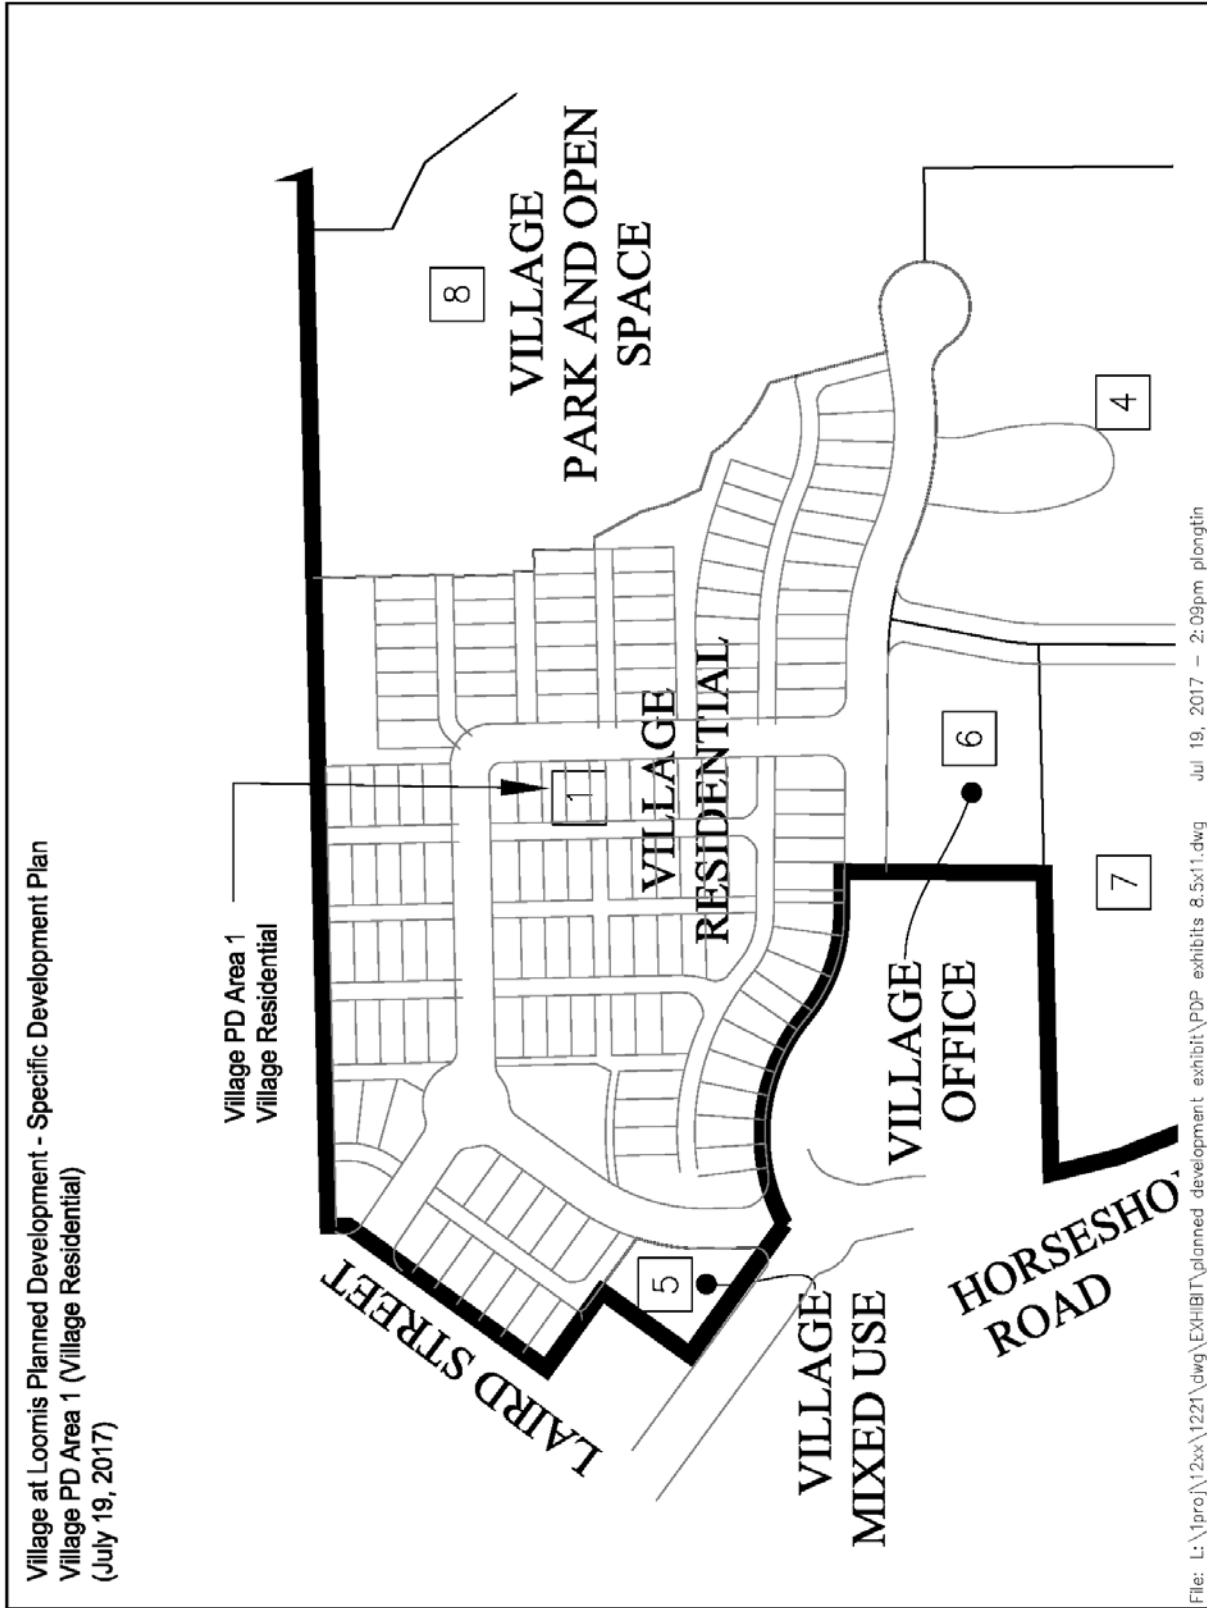 Village at Loomis Planned Development - Specific Development Plan
Village PD Area 1 (Village Residential)
(July 19, 2017)
Village PD Area 1
Village Residential
8
VILLAGE
PARK AND OPEN
SPACE
1
VILLAGE
RESIDENTIAL
LAIRD STREET
5
VILLAGE
MIXED USE
6
VILLAGE
OFFICE
4
7
HORSESHO
ROAD
File: L:\1proj\12xx\1221\dwg\EXHIBIT\planned development exhibit\PDP exhibits 8.5x11.dwg Jul 19, 2017 - 2:09pm plongtin